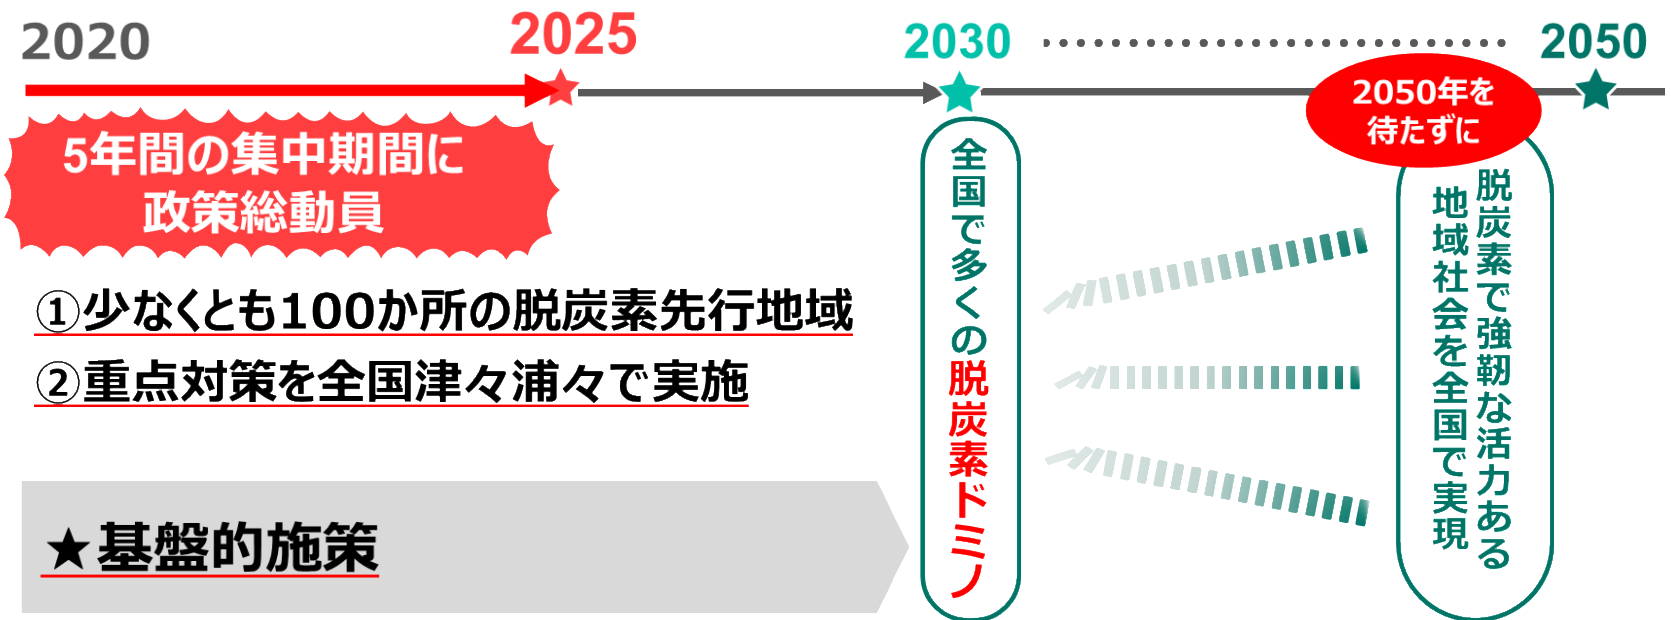 2020
2025
2030
2050
5年間の集中期間に
政策総動員
①少なくとも100か所の脱炭素先行地域
②重点対策を全国津々浦々で実施
★基盤的施策
全国で多くの脱炭素ドミノ
2050年を
待たずに
脱炭素で強靭な活力ある
地域社会を全国で実現